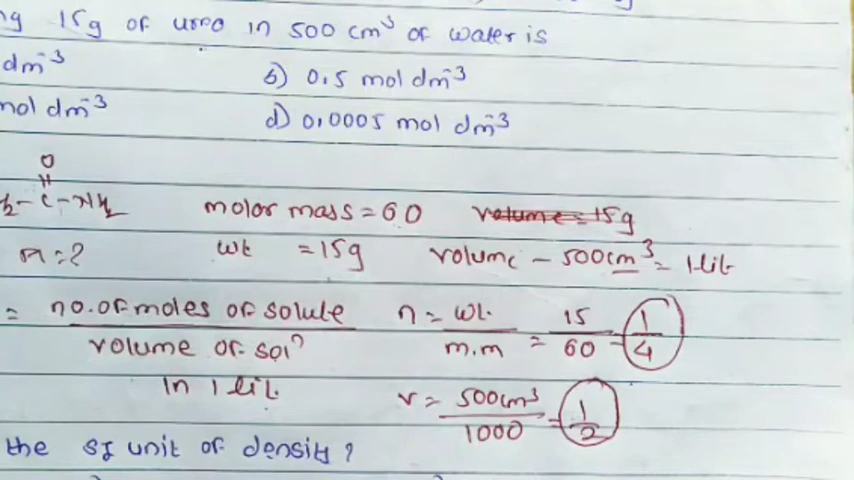 15g of urea in 500 cm³ of water is
dm⁻³ b) 0.5 mol dm⁻³
mol dm⁻³ d) 0.0005 mol dm⁻³
O
- C - NH₂ molar mass = 60 volume = 15g
n = ? wt = 15g volume - 500cm³ = 1 lit
= no. of moles of solute n = wt. = 15 = 1
volume of solⁿ m.m 60 4
in 1 lit. v = 500cm³ = 1
1000 2
the SI unit of density?